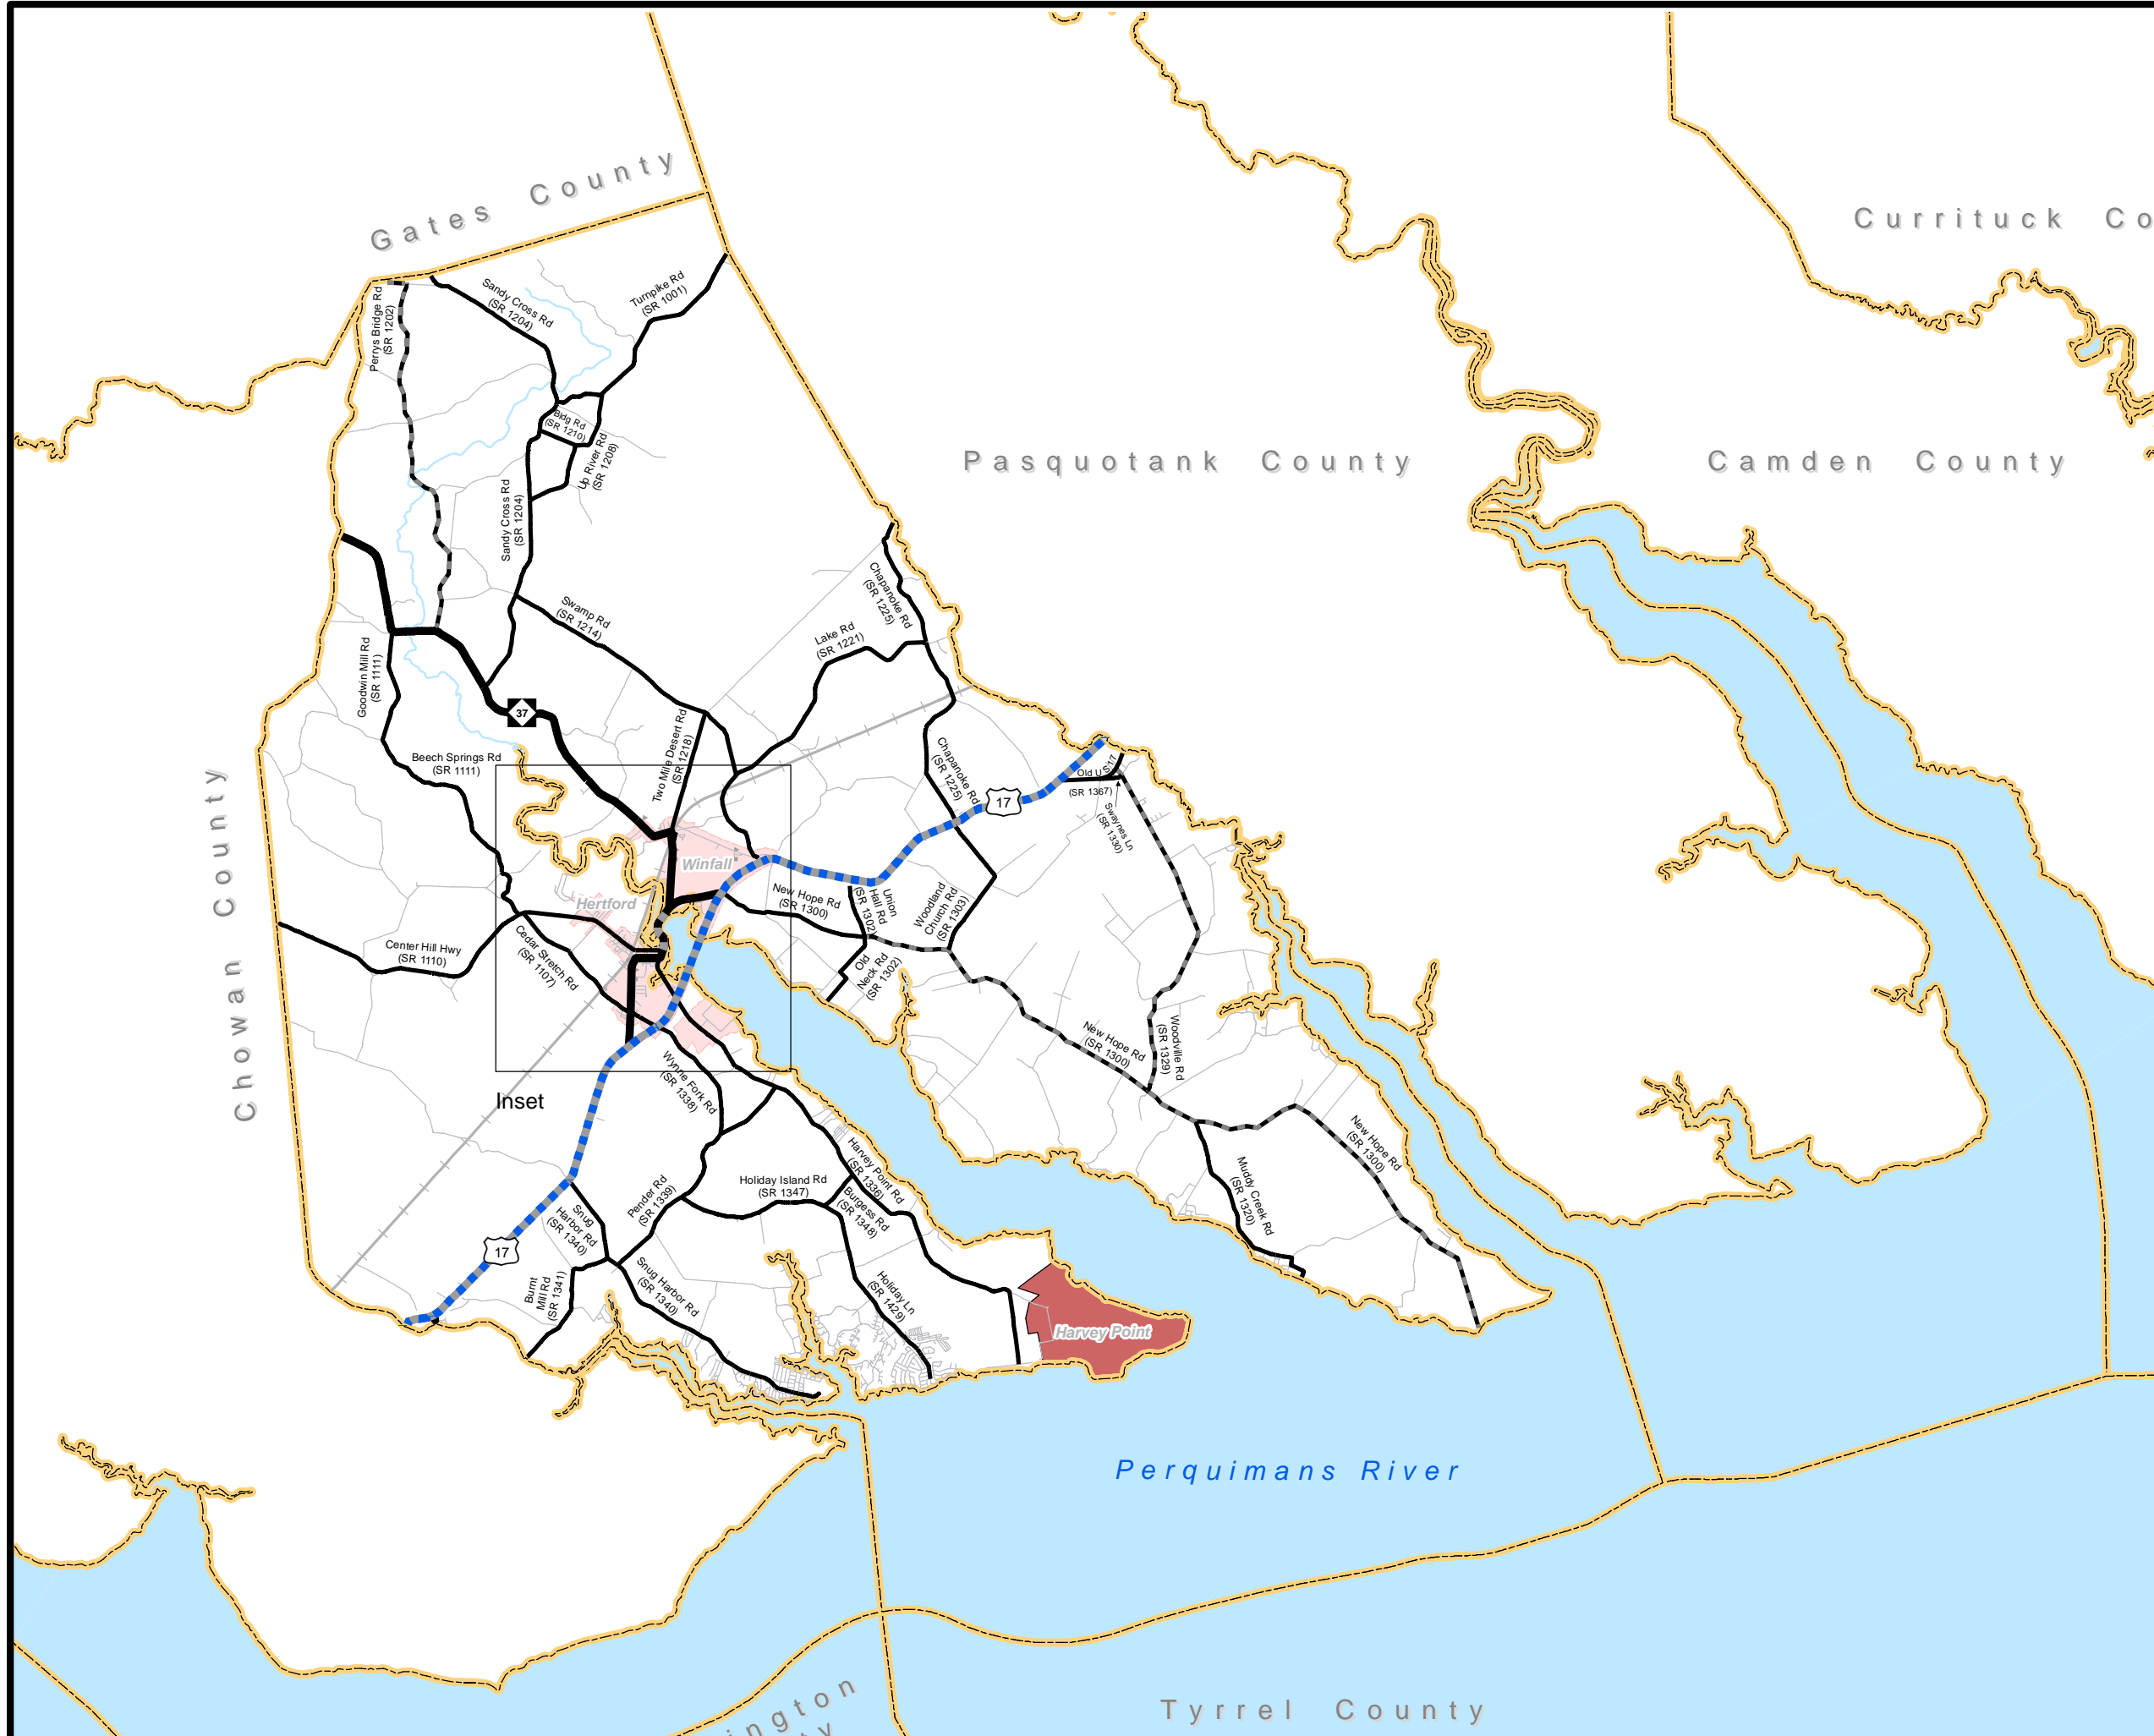 Gates County
Currituck Co
Pasquotank County
Camden County
Chowan County
Perrys Bridge Rd
(SR 1202)
Sandy Cross Rd
(SR 1204)
Turnpike Rd
(SR 1001)
Bldg Rd
(SR 1210)
Up River Rd
(SR 1208)
Sandy Cross Rd
(SR 1204)
Swamp Rd
(SR 1214)
Chapanoke Rd
(SR 1225)
Lake Rd
(SR 1221)
Goodwin Mill Rd
(SR 1111)
37
Two Mile Desert Rd
(SR 1218)
Beech Springs Rd
(SR 1111)
Chapanoke Rd
(SR 1225)
17
Old US 17
(SR 1367)
Swaynes Ln
(SR 1330)
Winfall
Hertford
New Hope Rd
(SR 1300)
Union
Hall Rd
(SR 1302)
Woodland
Church Rd
(SR 1303)
Center Hill Hwy
(SR 1110)
Cedar Stretch Rd
(SR 1107)
Old
Neck Rd
(SR 1302)
New Hope Rd
(SR 1300)
Woodville Rd
(SR 1329)
Wynne Fork Rd
(SR 1338)
Inset
New Hope Rd
(SR 1300)
Muddy Creek Rd
(SR 1320)
Harvey Point Rd
(SR 1336)
Holiday Island Rd
(SR 1347)
Burgess Rd
(SR 1348)
Pender Rd
(SR 1339)
Snug
Harbor Rd
(SR 1340)
17
Burnt
Mill Rd
(SR 1341)
Snug Harbor Rd
(SR 1340)
Holiday Ln
(SR 1429)
Harvey Point
Perquimans River
ington
ty
Tyrrel County